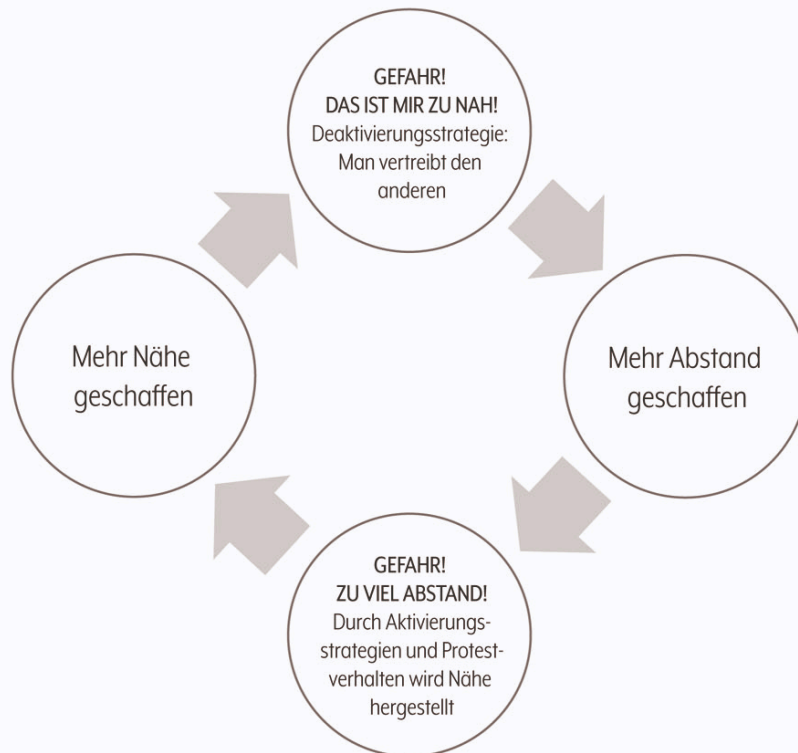 GEFAHR!
DAS IST MIR ZU NAH!
Deaktivierungsstrategie:
Man vertreibt den
anderen
Mehr Nähe
geschaffen
Mehr Abstand
geschaffen
GEFAHR!
ZU VIEL ABSTAND!
Durch Aktivierungs-
strategien und Protest-
verhalten wird Nähe
hergestellt